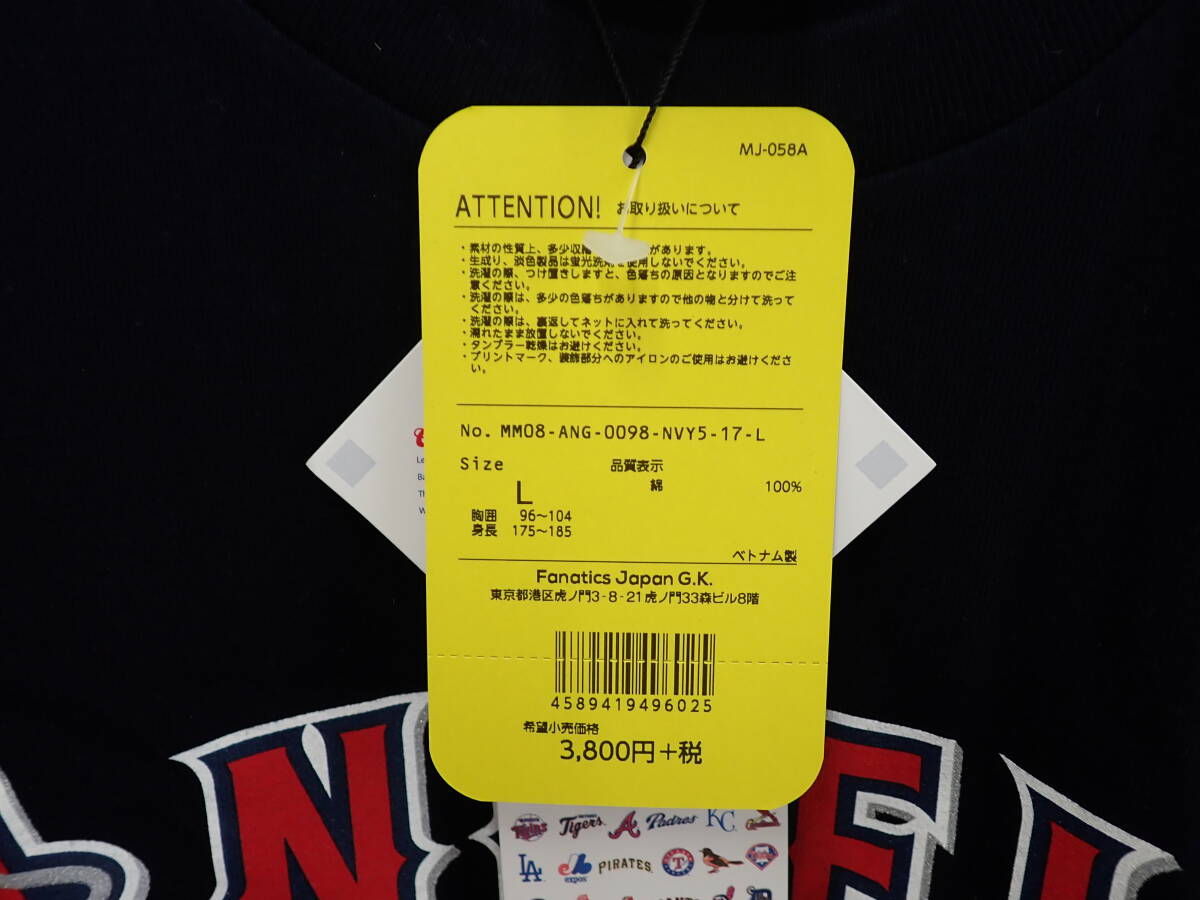 MJ-058A
ATTENTION! お取り扱いについて
・素材の性質上、多少収縮 があります。
・生成り、淡色製品は蛍光洗剤を使用しないでください。
・洗濯の際、つけ置きしますと、色落ちの原因となりますのでご注
意ください。
・洗濯の際は、多少の色落ちがありますので他の物と分けて洗って
ください。
・洗濯の際は、裏返してネットに入れて洗ってください。
・濡れたまま放置しないでください。
・タンブラー乾燥はお避けください。
・プリントマーク、装飾部分へのアイロンのご使用はお避けくださ
い。
No. MM08-ANG-0098-NVY5-17-L
Size 品質表示
綿 100%
L
胸囲 96～104
身長 175～185
ベトナム製
Fanatics Japan G.K.
東京都港区虎ノ門3-8-21 虎ノ門33森ビル8階
4589419496025
希望小売価格
3,800円+税
Le
Ba
Th
W
Twins Tigers A Padres KC
LA expos PIRATES T